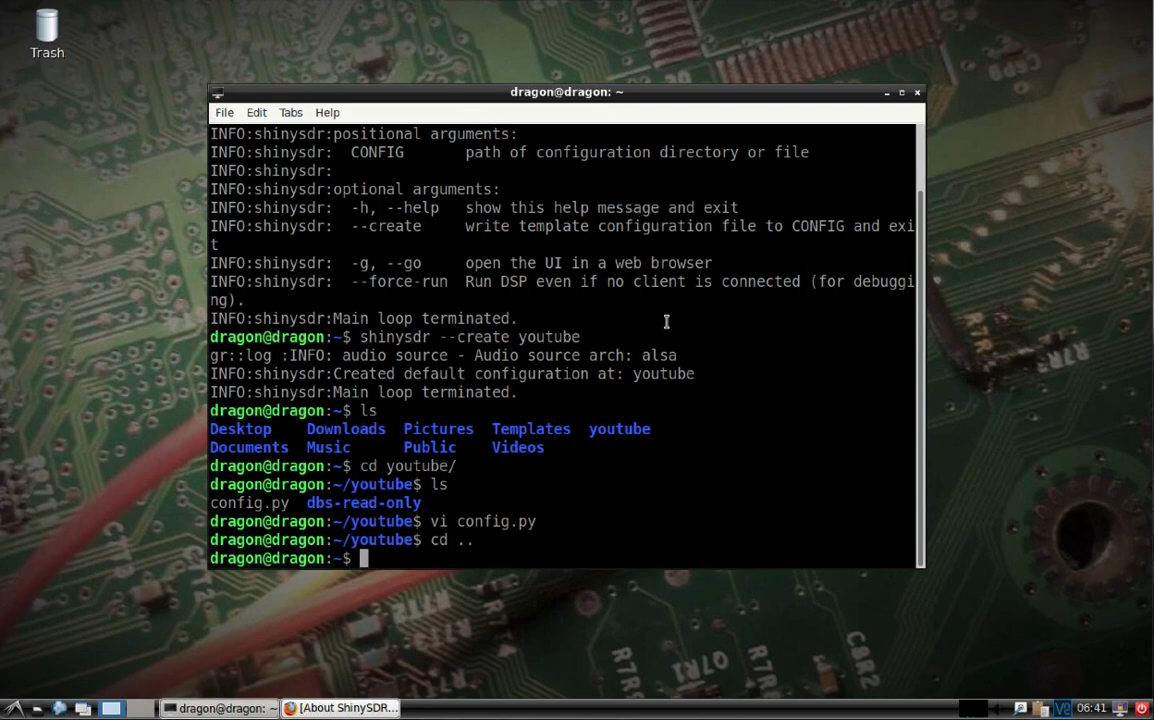 Trash
dragon@dragon: ~
File Edit Tabs Help
INFO:shinysdr:positional arguments:
INFO:shinysdr:  CONFIG       path of configuration directory or file
INFO:shinysdr:
INFO:shinysdr:optional arguments:
INFO:shinysdr:  -h, --help   show this help message and exit
INFO:shinysdr:  --create     write template configuration file to CONFIG and exi
t
INFO:shinysdr:  -g, --go     open the UI in a web browser
INFO:shinysdr:  --force-run  Run DSP even if no client is connected (for debuggi
ng).
INFO:shinysdr:Main loop terminated.
dragon@dragon:~$ shinysdr --create youtube
gr::log :INFO: audio source - Audio source arch: alsa
INFO:shinysdr:Created default configuration at: youtube
INFO:shinysdr:Main loop terminated.
dragon@dragon:~$ ls
Desktop    Downloads  Pictures  Templates  youtube
Documents  Music      Public    Videos
dragon@dragon:~$ cd youtube/
dragon@dragon:~/youtube$ ls
config.py  dbs-read-only
dragon@dragon:~/youtube$ vi config.py
dragon@dragon:~/youtube$ cd ..
dragon@dragon:~$
dragon@dragon: ~ [About ShinySDR... 06:41